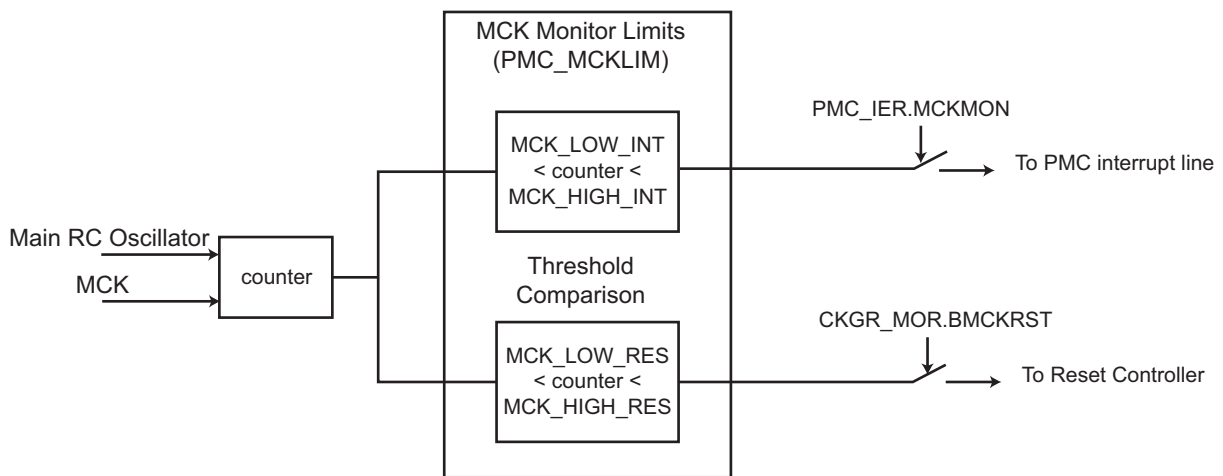 MCK Monitor Limits
(PMC_MCKLIM)
PMC_IER.MCKMON
MCK_LOW_INT
< counter <
MCK_HIGH_INT
To PMC interrupt line
Main RC Oscillator
MCK
counter
Threshold
Comparison
CKGR_MOR.BMCKRST
MCK_LOW_RES
< counter <
MCK_HIGH_RES
To Reset Controller